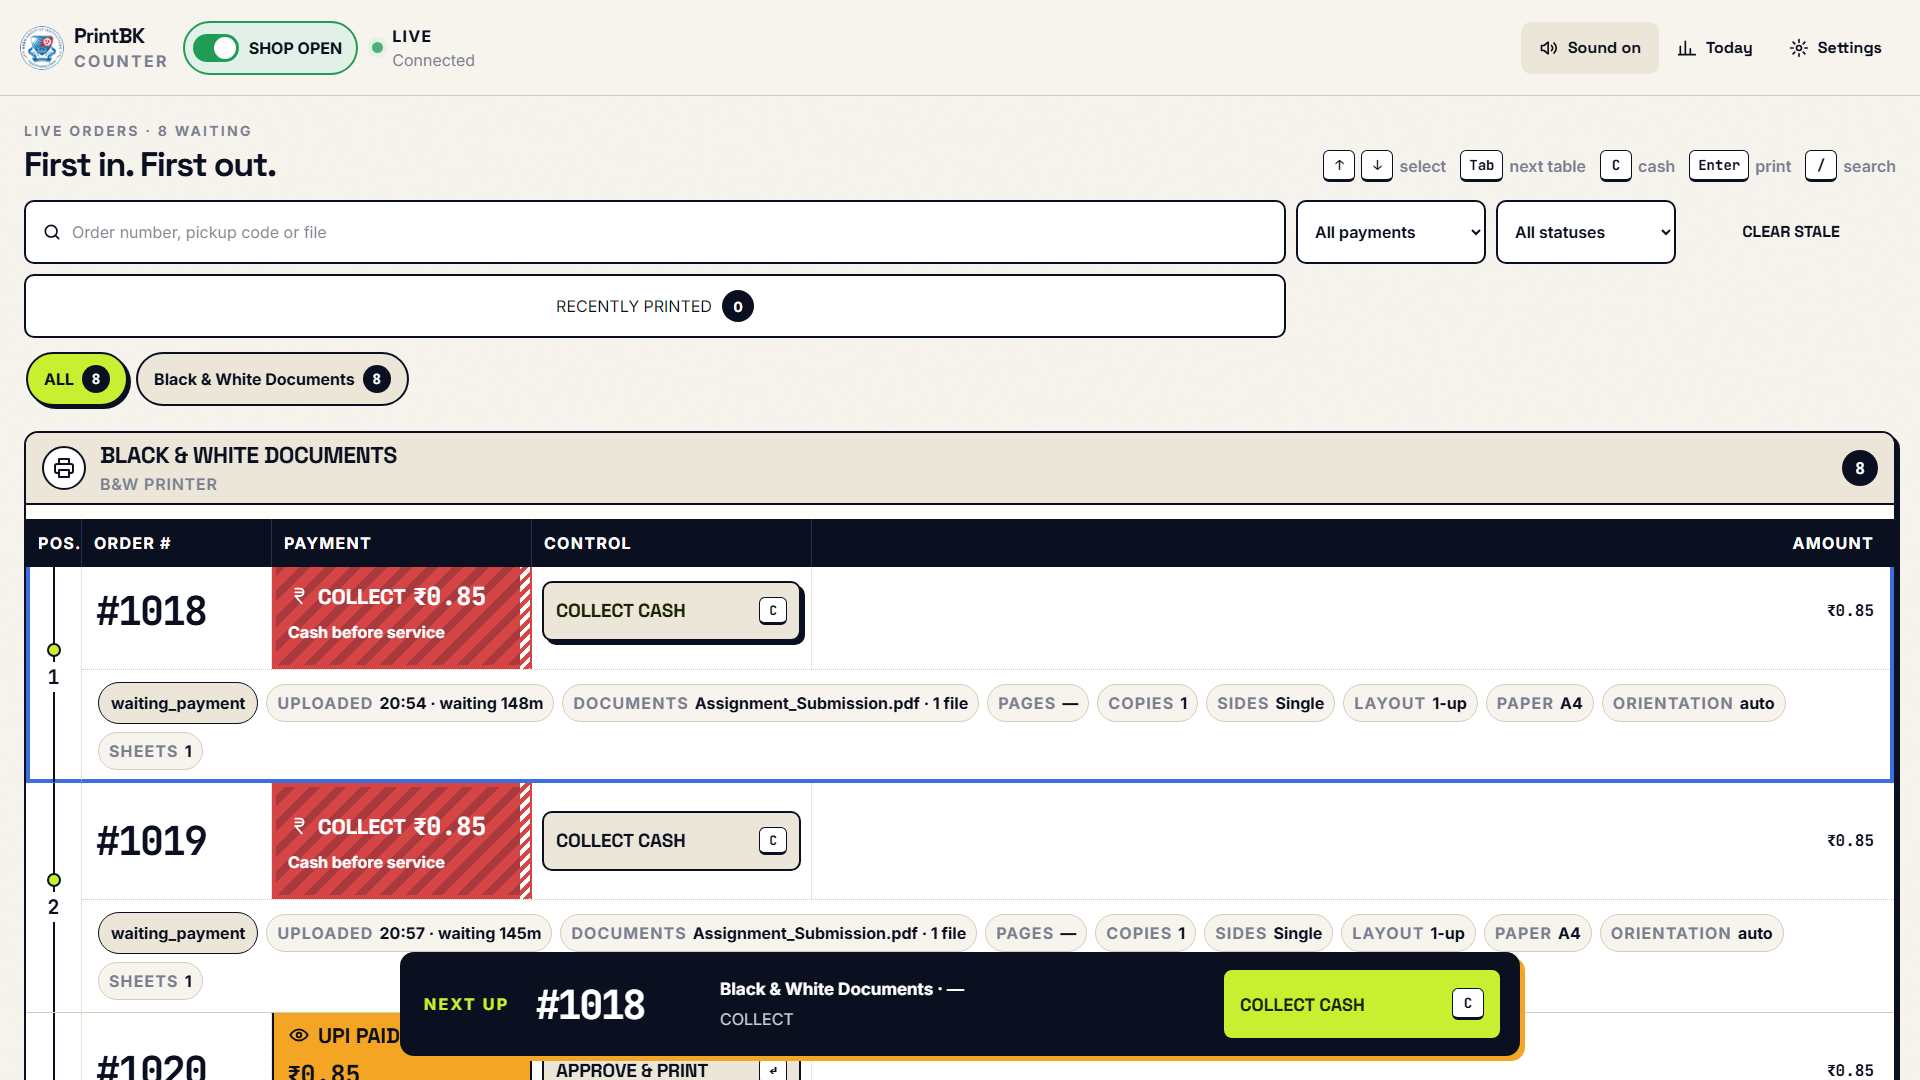 PrintBK
COUNTER
SHOP OPEN
LIVE
Connected
Sound on
Today
Settings
LIVE ORDERS · 8 WAITING
First in. First out.
↑ ↓ select Tab next table C cash Enter print / search
Order number, pickup code or file
All payments
All statuses
CLEAR STALE
RECENTLY PRINTED 0
ALL 8
Black & White Documents 8
BLACK & WHITE DOCUMENTS
B&W PRINTER
8
POS. ORDER # PAYMENT CONTROL AMOUNT
#1018
₹ COLLECT ₹0.85
Cash before service
COLLECT CASH C
₹0.85
1
waiting_payment UPLOADED 20:54 · waiting 148m DOCUMENTS Assignment_Submission.pdf · 1 file PAGES — COPIES 1 SIDES Single LAYOUT 1-up PAPER A4 ORIENTATION auto
SHEETS 1
#1019
₹ COLLECT ₹0.85
Cash before service
COLLECT CASH C
₹0.85
2
waiting_payment UPLOADED 20:57 · waiting 145m DOCUMENTS Assignment_Submission.pdf · 1 file PAGES — COPIES 1 SIDES Single LAYOUT 1-up PAPER A4 ORIENTATION auto
SHEETS 1
NEXT UP
#1018
Black & White Documents · —
COLLECT
COLLECT CASH C
#1020
UPI PAID
₹0.85
APPROVE & PRINT ↵
₹0.85